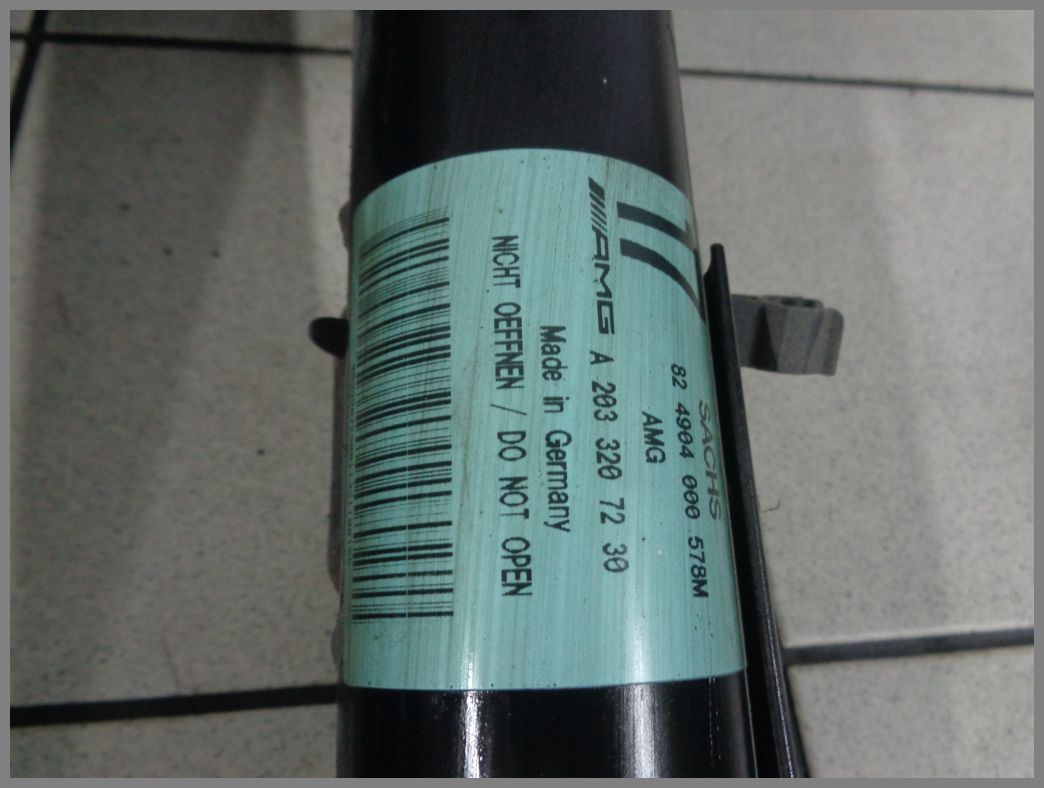 SACHS
82 4904 000 578M
AMG
AMG A 203 320 72 30
Made in Germany
NICHT OEFFNEN / DO NOT OPEN